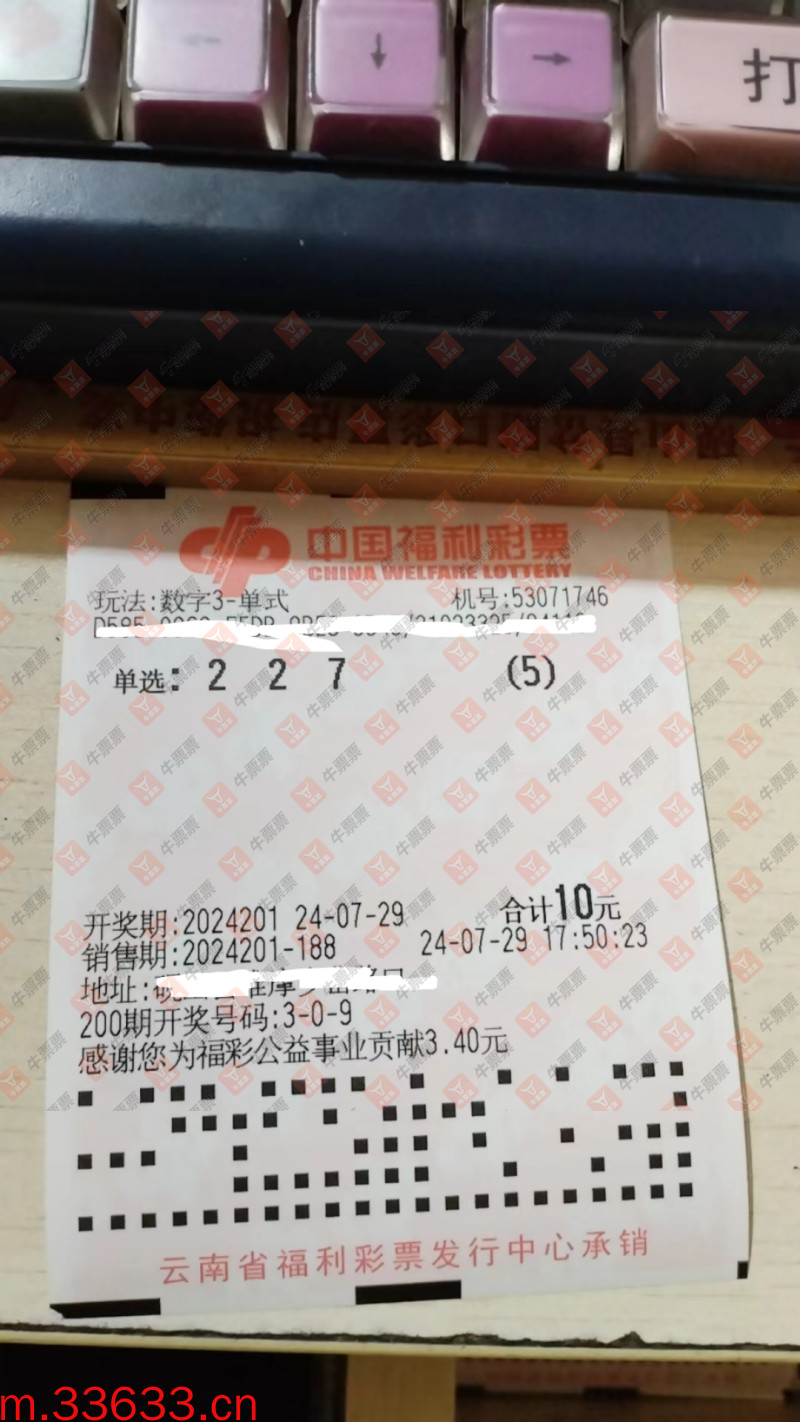 ← ↓ → 打
中国福利彩票
CHINA WELFARE LOTTERY
玩法:数字3-单式 机号:53071746
单选: 2 2 7 (5)
合计10元
开奖期:2024201 24-07-29
销售期:2024201-188 24-07-29 17:50:23
地址:
200期开奖号码:3-0-9
感谢您为福彩公益事业贡献3.40元
云南省福利彩票发行中心承销
牛票票
m.33633.cn